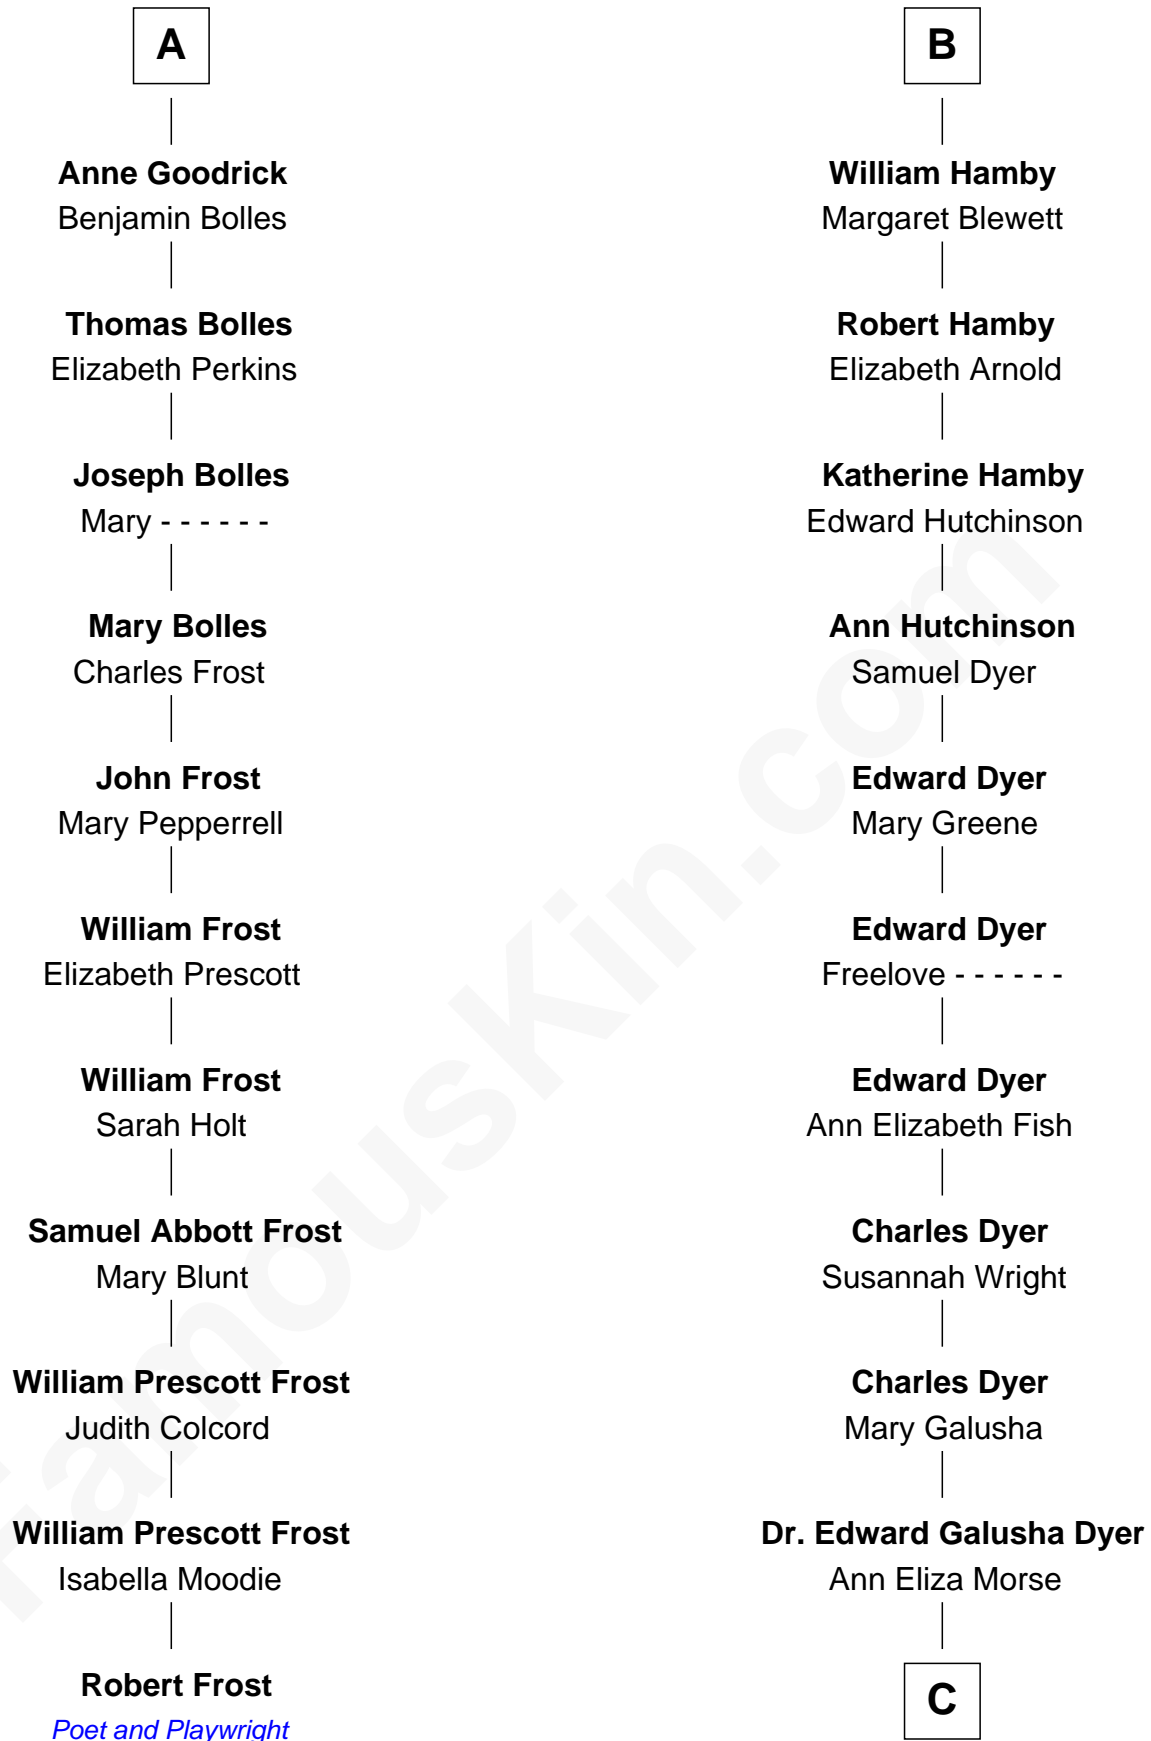 A
Anne Goodrick
Benjamin Bolles
Thomas Bolles
Elizabeth Perkins
Joseph Bolles
Mary - - - - - -
Mary Bolles
Charles Frost
John Frost
Mary Pepperrell
William Frost
Elizabeth Prescott
William Frost
Sarah Holt
Samuel Abbott Frost
Mary Blunt
William Prescott Frost
Judith Colcord
William Prescott Frost
Isabella Moodie
Robert Frost
Poet and Playwright
B
William Hamby
Margaret Blewett
Robert Hamby
Elizabeth Arnold
Katherine Hamby
Edward Hutchinson
Ann Hutchinson
Samuel Dyer
Edward Dyer
Mary Greene
Edward Dyer
Freelove - - - - - -
Edward Dyer
Ann Elizabeth Fish
Charles Dyer
Susannah Wright
Charles Dyer
Mary Galusha
Dr. Edward Galusha Dyer
Ann Eliza Morse
C
FamousKin.com